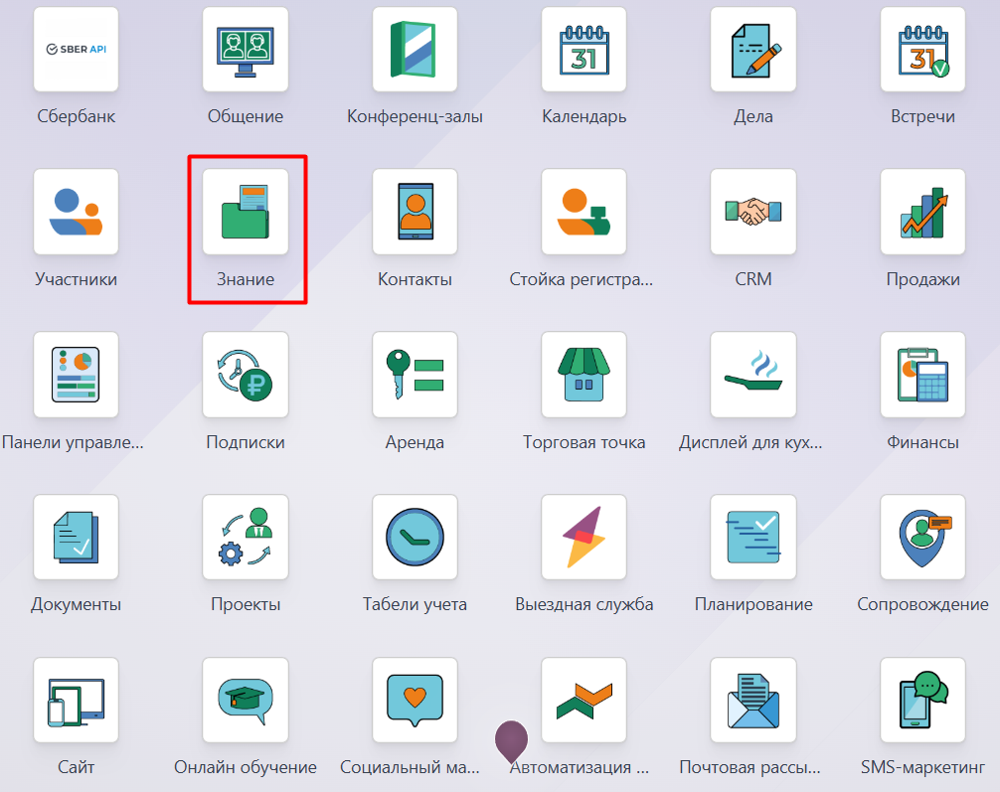 SBER API
Сбербанк
Общение
Конференц-залы
31
Календарь
Дела
31
Встречи
Участники
Знание
Контакты
Стойка регистра...
CRM
Продажи
Панели управле...
₽
Подписки
Аренда
Торговая точка
Дисплей для кух...
Финансы
Документы
Проекты
Табели учета
Выездная служба
Планирование
Сопровождение
Сайт
Онлайн обучение
Социальный ма...
Автоматизация ...
Почтовая рассы...
SMS-маркетинг